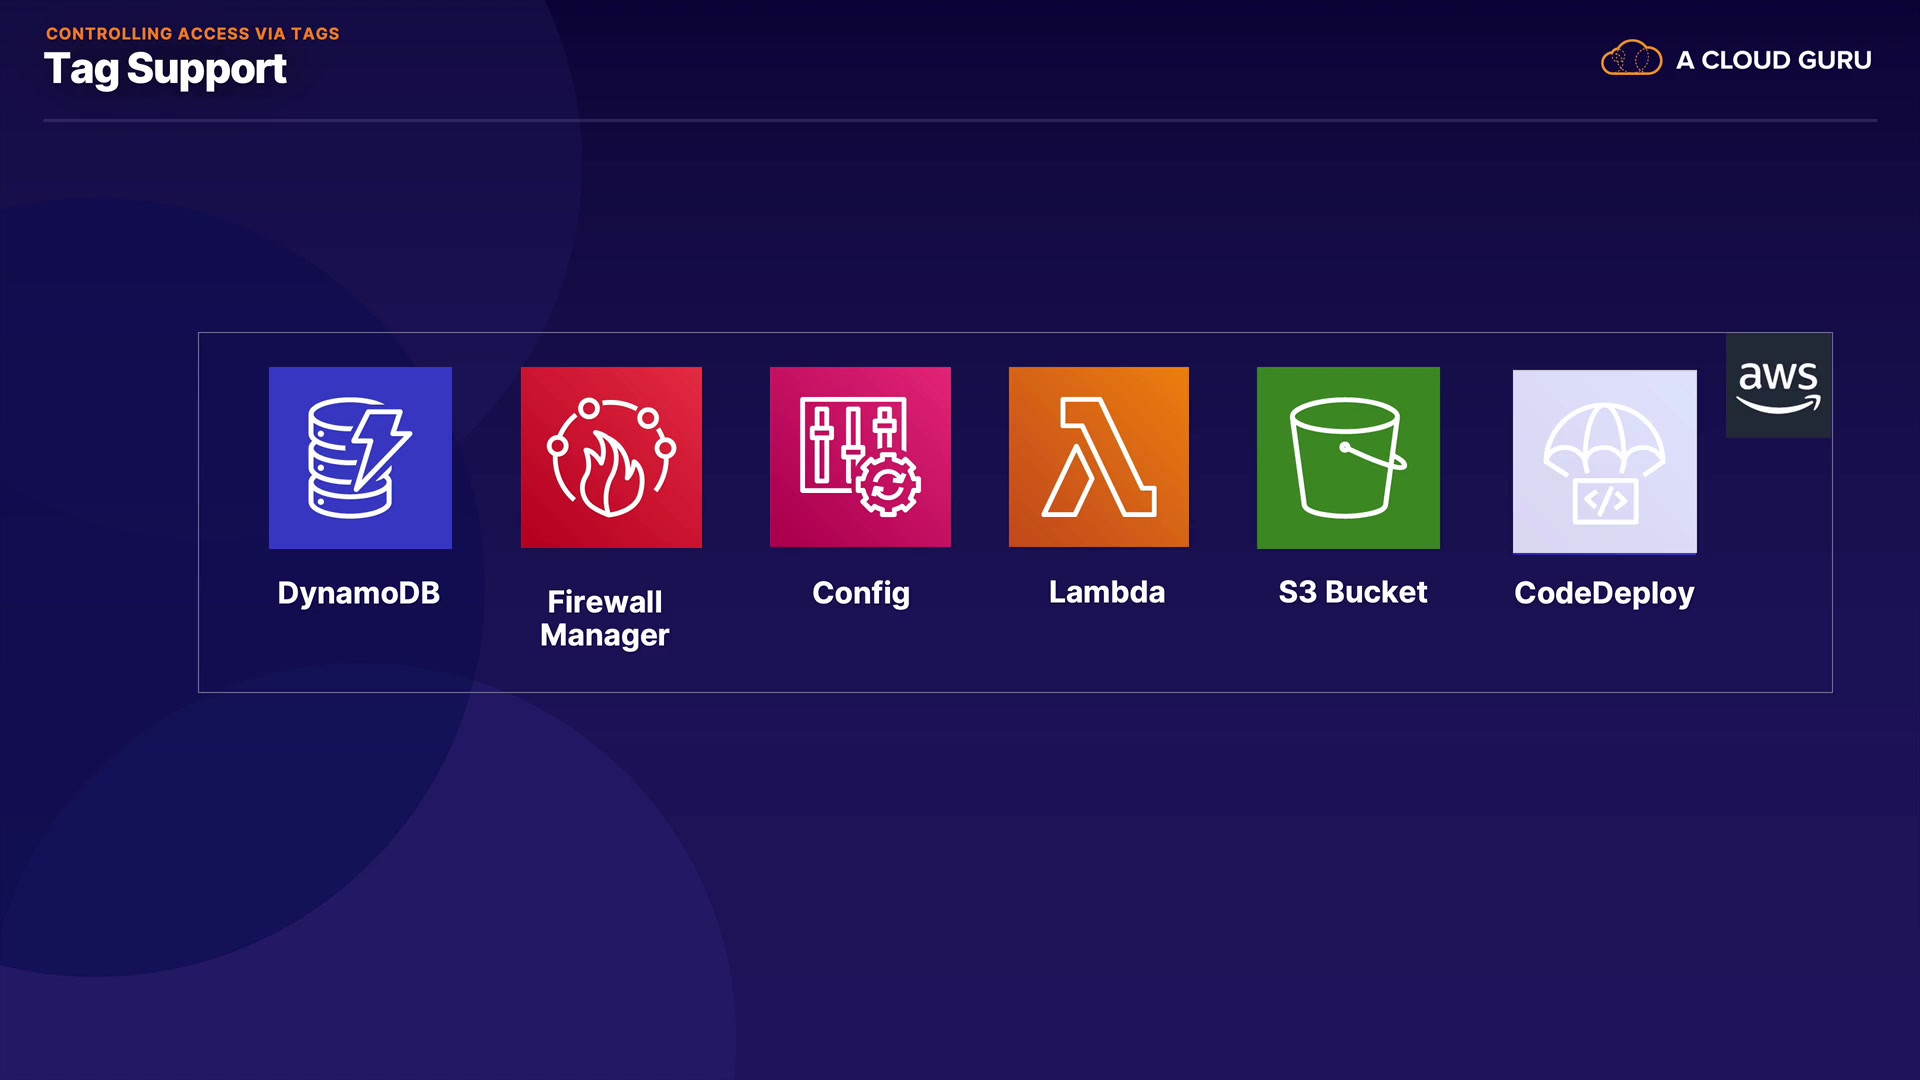 CONTROLLING ACCESS VIA TAGS
Tag Support
A CLOUD GURU
aws
</>
DynamoDB
Firewall
Manager
Config
Lambda
S3 Bucket
CodeDeploy